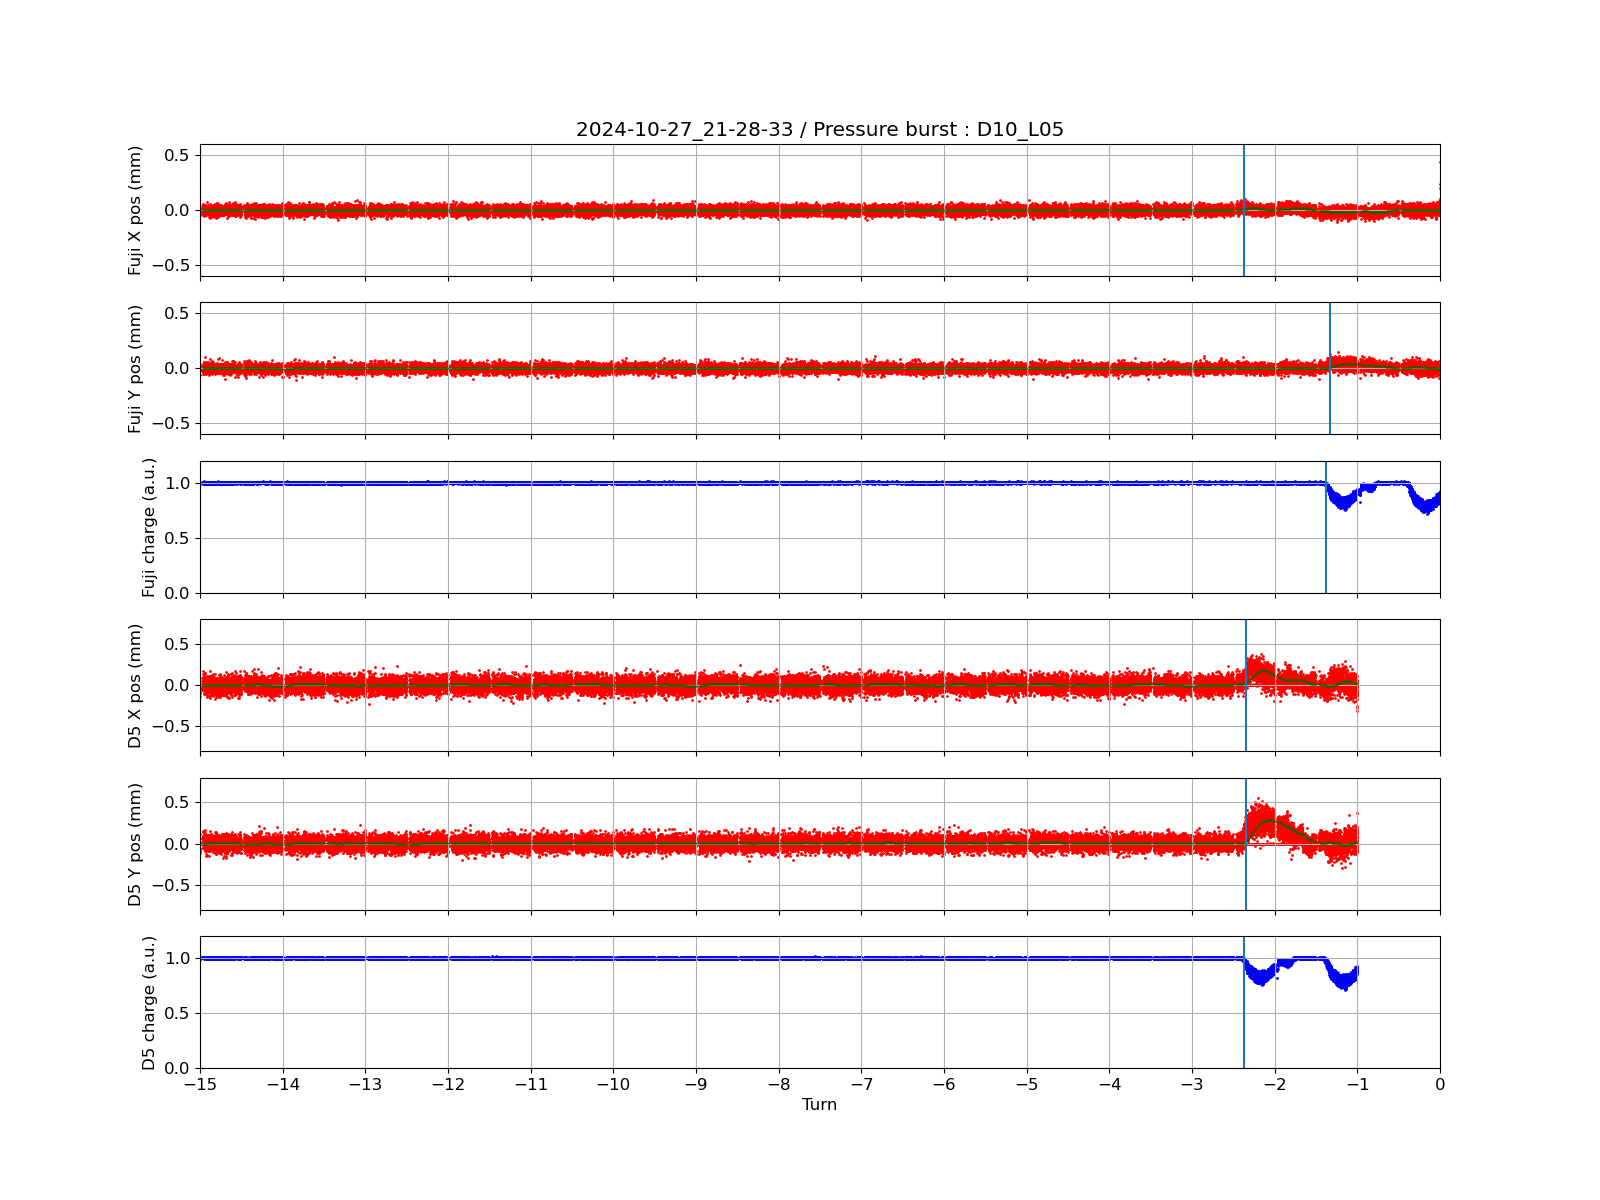 2024-10-27_21-28-33 / Pressure burst : D10_L05
Fuji X pos (mm)
0.5
0.0
−0.5
Fuji Y pos (mm)
0.5
0.0
−0.5
Fuji charge (a.u.)
1.0
0.5
0.0
D5 X pos (mm)
0.5
0.0
−0.5
D5 Y pos (mm)
0.5
0.0
−0.5
D5 charge (a.u.)
1.0
0.5
0.0
−15 −14 −13 −12 −11 −10 −9 −8 −7 −6 −5 −4 −3 −2 −1 0
Turn